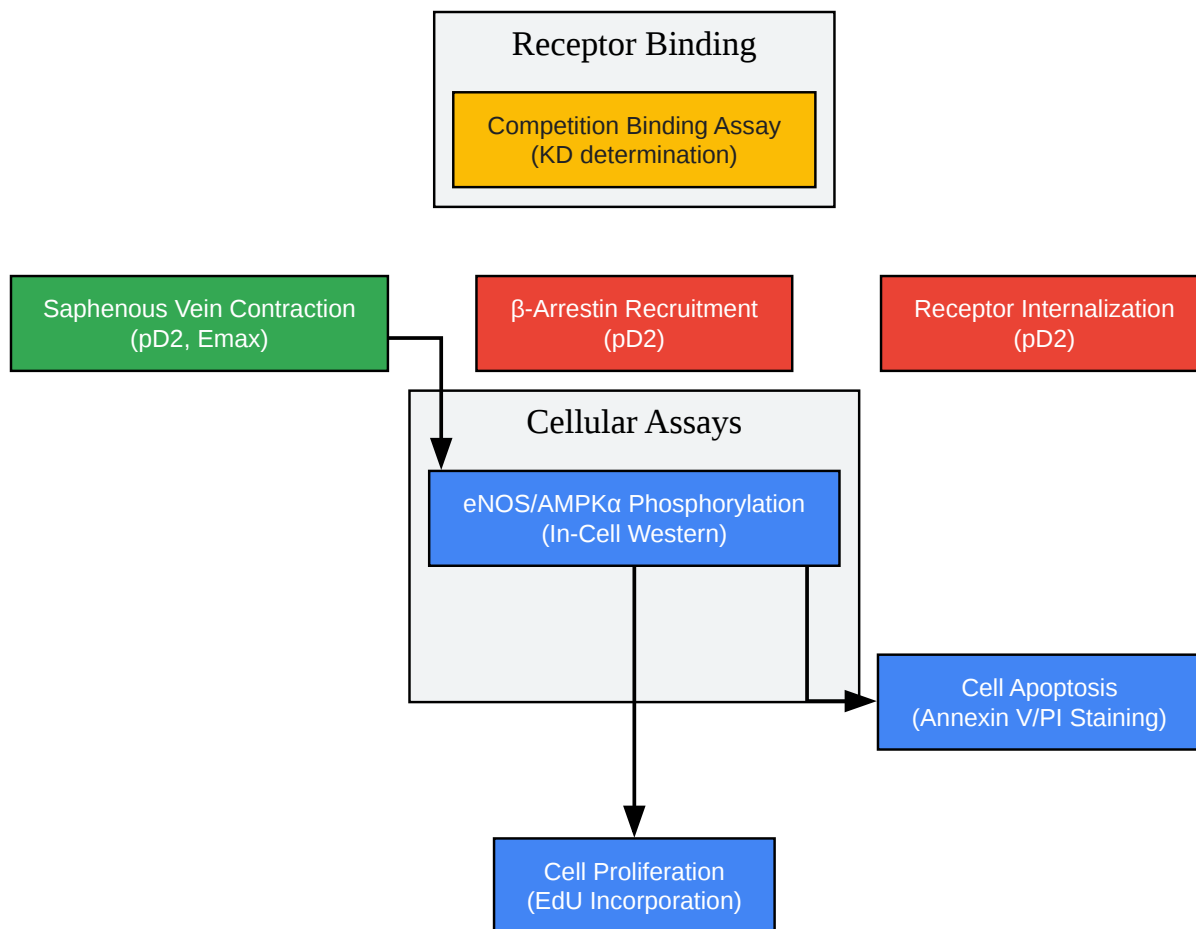 Receptor Binding
Competition Binding Assay
(KD determination)
Saphenous Vein Contraction
(pD2, Emax)
β-Arrestin Recruitment
(pD2)
Receptor Internalization
(pD2)
Cellular Assays
eNOS/AMPKα Phosphorylation
(In-Cell Western)
Cell Apoptosis
(Annexin V/PI Staining)
Cell Proliferation
(EdU Incorporation)